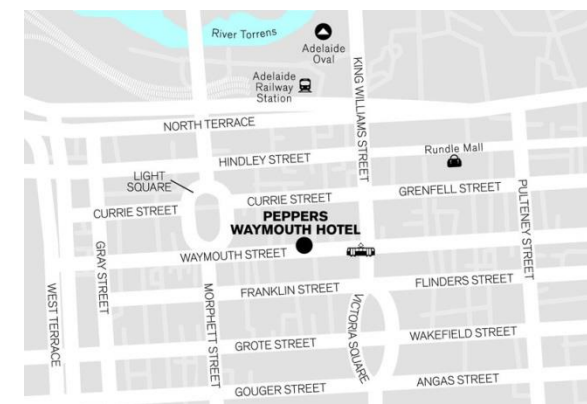 River Torrens
Adelaide
Oval
Adelaide
Railway
Station
KING WILLIAMS STREET
NORTH TERRACE
HINDLEY STREET
Rundle Mall
LIGHT
SQUARE
CURRIE STREET
GRENFELL STREET
CURRIE STREET
PEPPERS
WAYMOUTH HOTEL
PULTENEY STREET
WAYMOUTH STREET
GRAY STREET
WEST TERRACE
MORPHETT STREET
FRANKLIN STREET
VICTORIA SQUARE
FLINDERS STREET
GROTE STREET
WAKEFIELD STREET
GOUGER STREET
ANGAS STREET